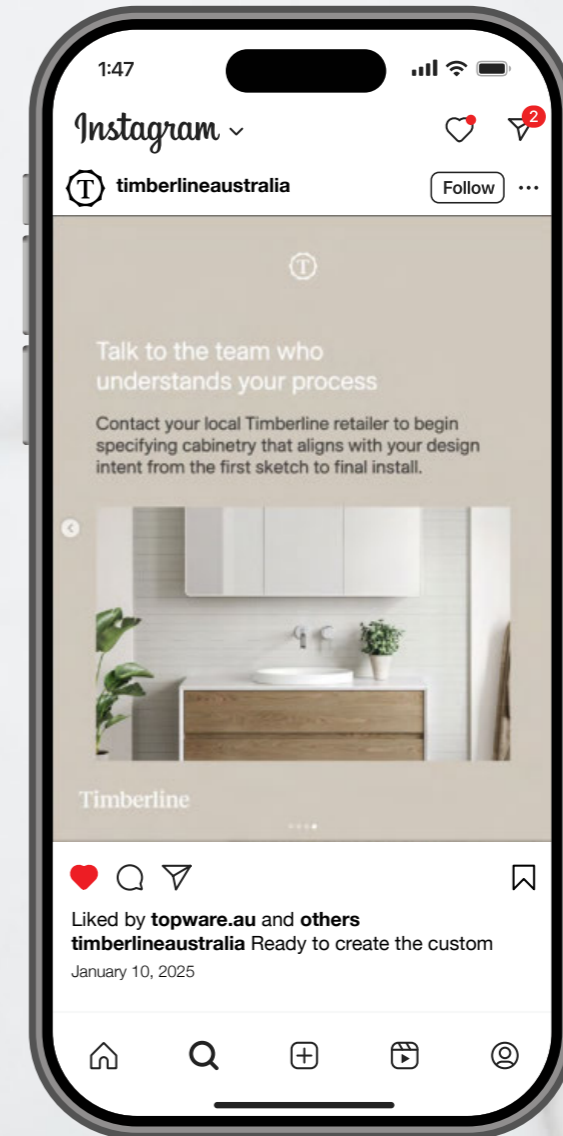 1:47
Instagram
2
T timberlineaustralia Follow
T
Talk to the team who
understands your process
Contact your local Timberline retailer to begin
specifying cabinetry that aligns with your design
intent from the first sketch to final install.
Timberline
Liked by topware.au and others
timberlineaustralia Ready to create the custom
January 10, 2025